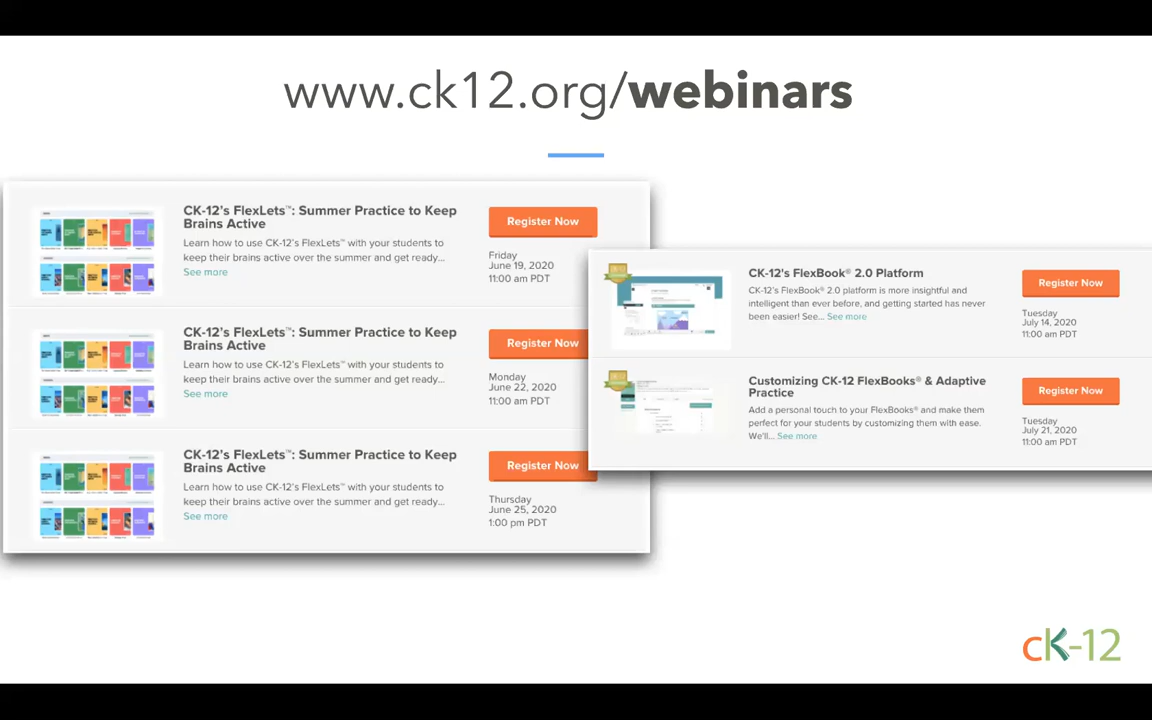 www.ck12.org/webinars
CK-12's FlexLets™: Summer Practice to Keep
Brains Active
Learn how to use CK-12's FlexLets™ with your students to
keep their brains active over the summer and get ready...
See more
Register Now
Friday
June 19, 2020
11:00 am PDT
CK-12's FlexLets™: Summer Practice to Keep
Brains Active
Learn how to use CK-12's FlexLets™ with your students to
keep their brains active over the summer and get ready...
See more
Register Now
Monday
June 22, 2020
11:00 am PDT
CK-12's FlexLets™: Summer Practice to Keep
Brains Active
Learn how to use CK-12's FlexLets™ with your students to
keep their brains active over the summer and get ready...
See more
Register Now
Thursday
June 25, 2020
1:00 pm PDT
CK-12's FlexBook® 2.0 Platform
CK-12's FlexBook® 2.0 platform is more insightful and
intelligent than ever before, and getting started has never
been easier! See... See more
Register Now
Tuesday
July 14, 2020
11:00 am PDT
Customizing CK-12 FlexBooks® & Adaptive
Practice
Add a personal touch to your FlexBooks® and make them
perfect for your students by customizing them with ease.
We'll... See more
Register Now
Tuesday
July 21, 2020
11:00 am PDT
cK-12